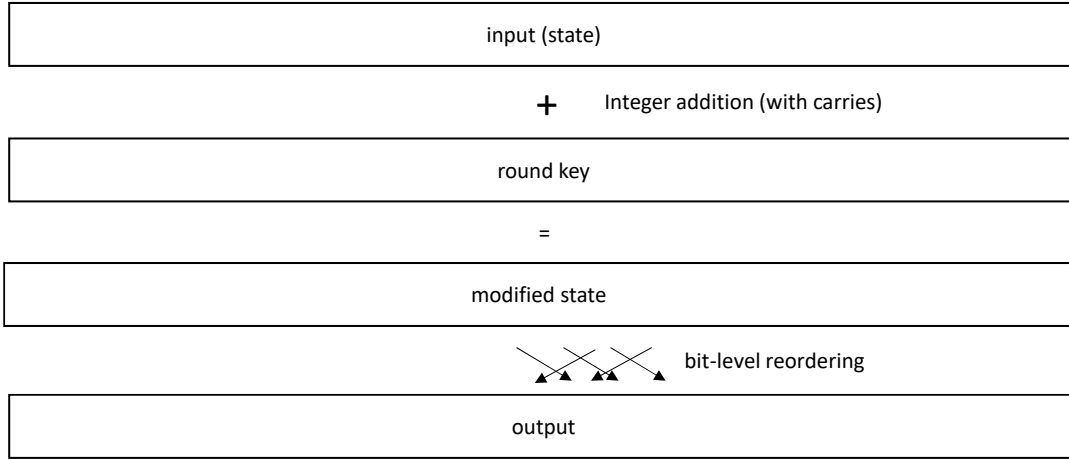 input (state)
+ Integer addition (with carries)
round key
=
modified state
bit-level reordering
output